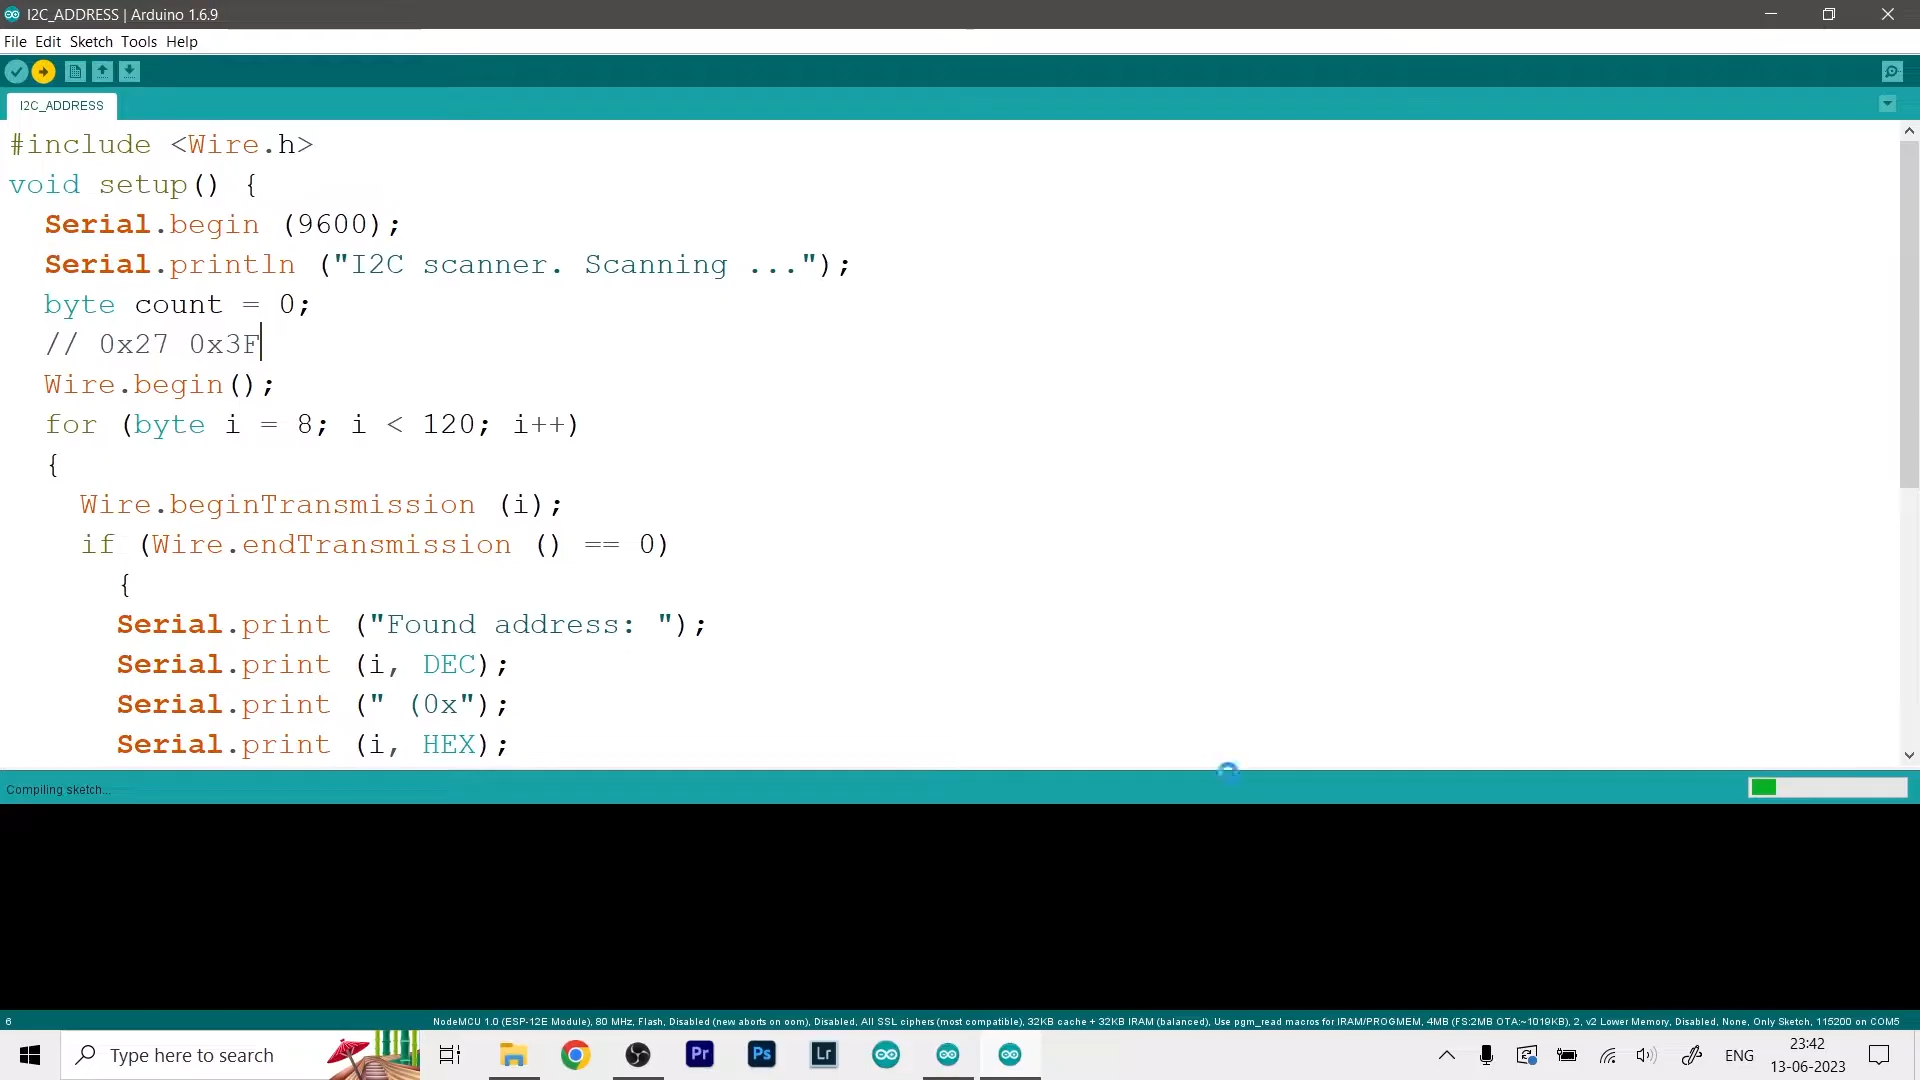 I2C_ADDRESS | Arduino 1.6.9
File Edit Sketch Tools Help
I2C_ADDRESS
#include <Wire.h>
void setup() {
Serial.begin (9600);
Serial.println ("I2C scanner. Scanning ...");
byte count = 0;
// 0x27 0x3F
Wire.begin();
for (byte i = 8; i < 120; i++)
{
Wire.beginTransmission (i);
if (Wire.endTransmission () == 0)
{
Serial.print ("Found address: ");
Serial.print (i, DEC);
Serial.print (" (0x");
Serial.print (i, HEX);
Compiling sketch...
6 NodeMCU 1.0 (ESP-12E Module), 80 MHz, Flash, Disabled (new aborts on oom), Disabled, All SSL ciphers (most compatible), 32KB cache + 32KB IRAM (balanced), Use pgm_read macros for IRAM/PROGMEM, 4MB (FS:2MB OTA:~1019KB), 2, v2 Lower Memory, Disabled, None, Only Sketch, 115200 on COM5
Type here to search
Pr
Ps
Lr
ENG
23:42
13-06-2023